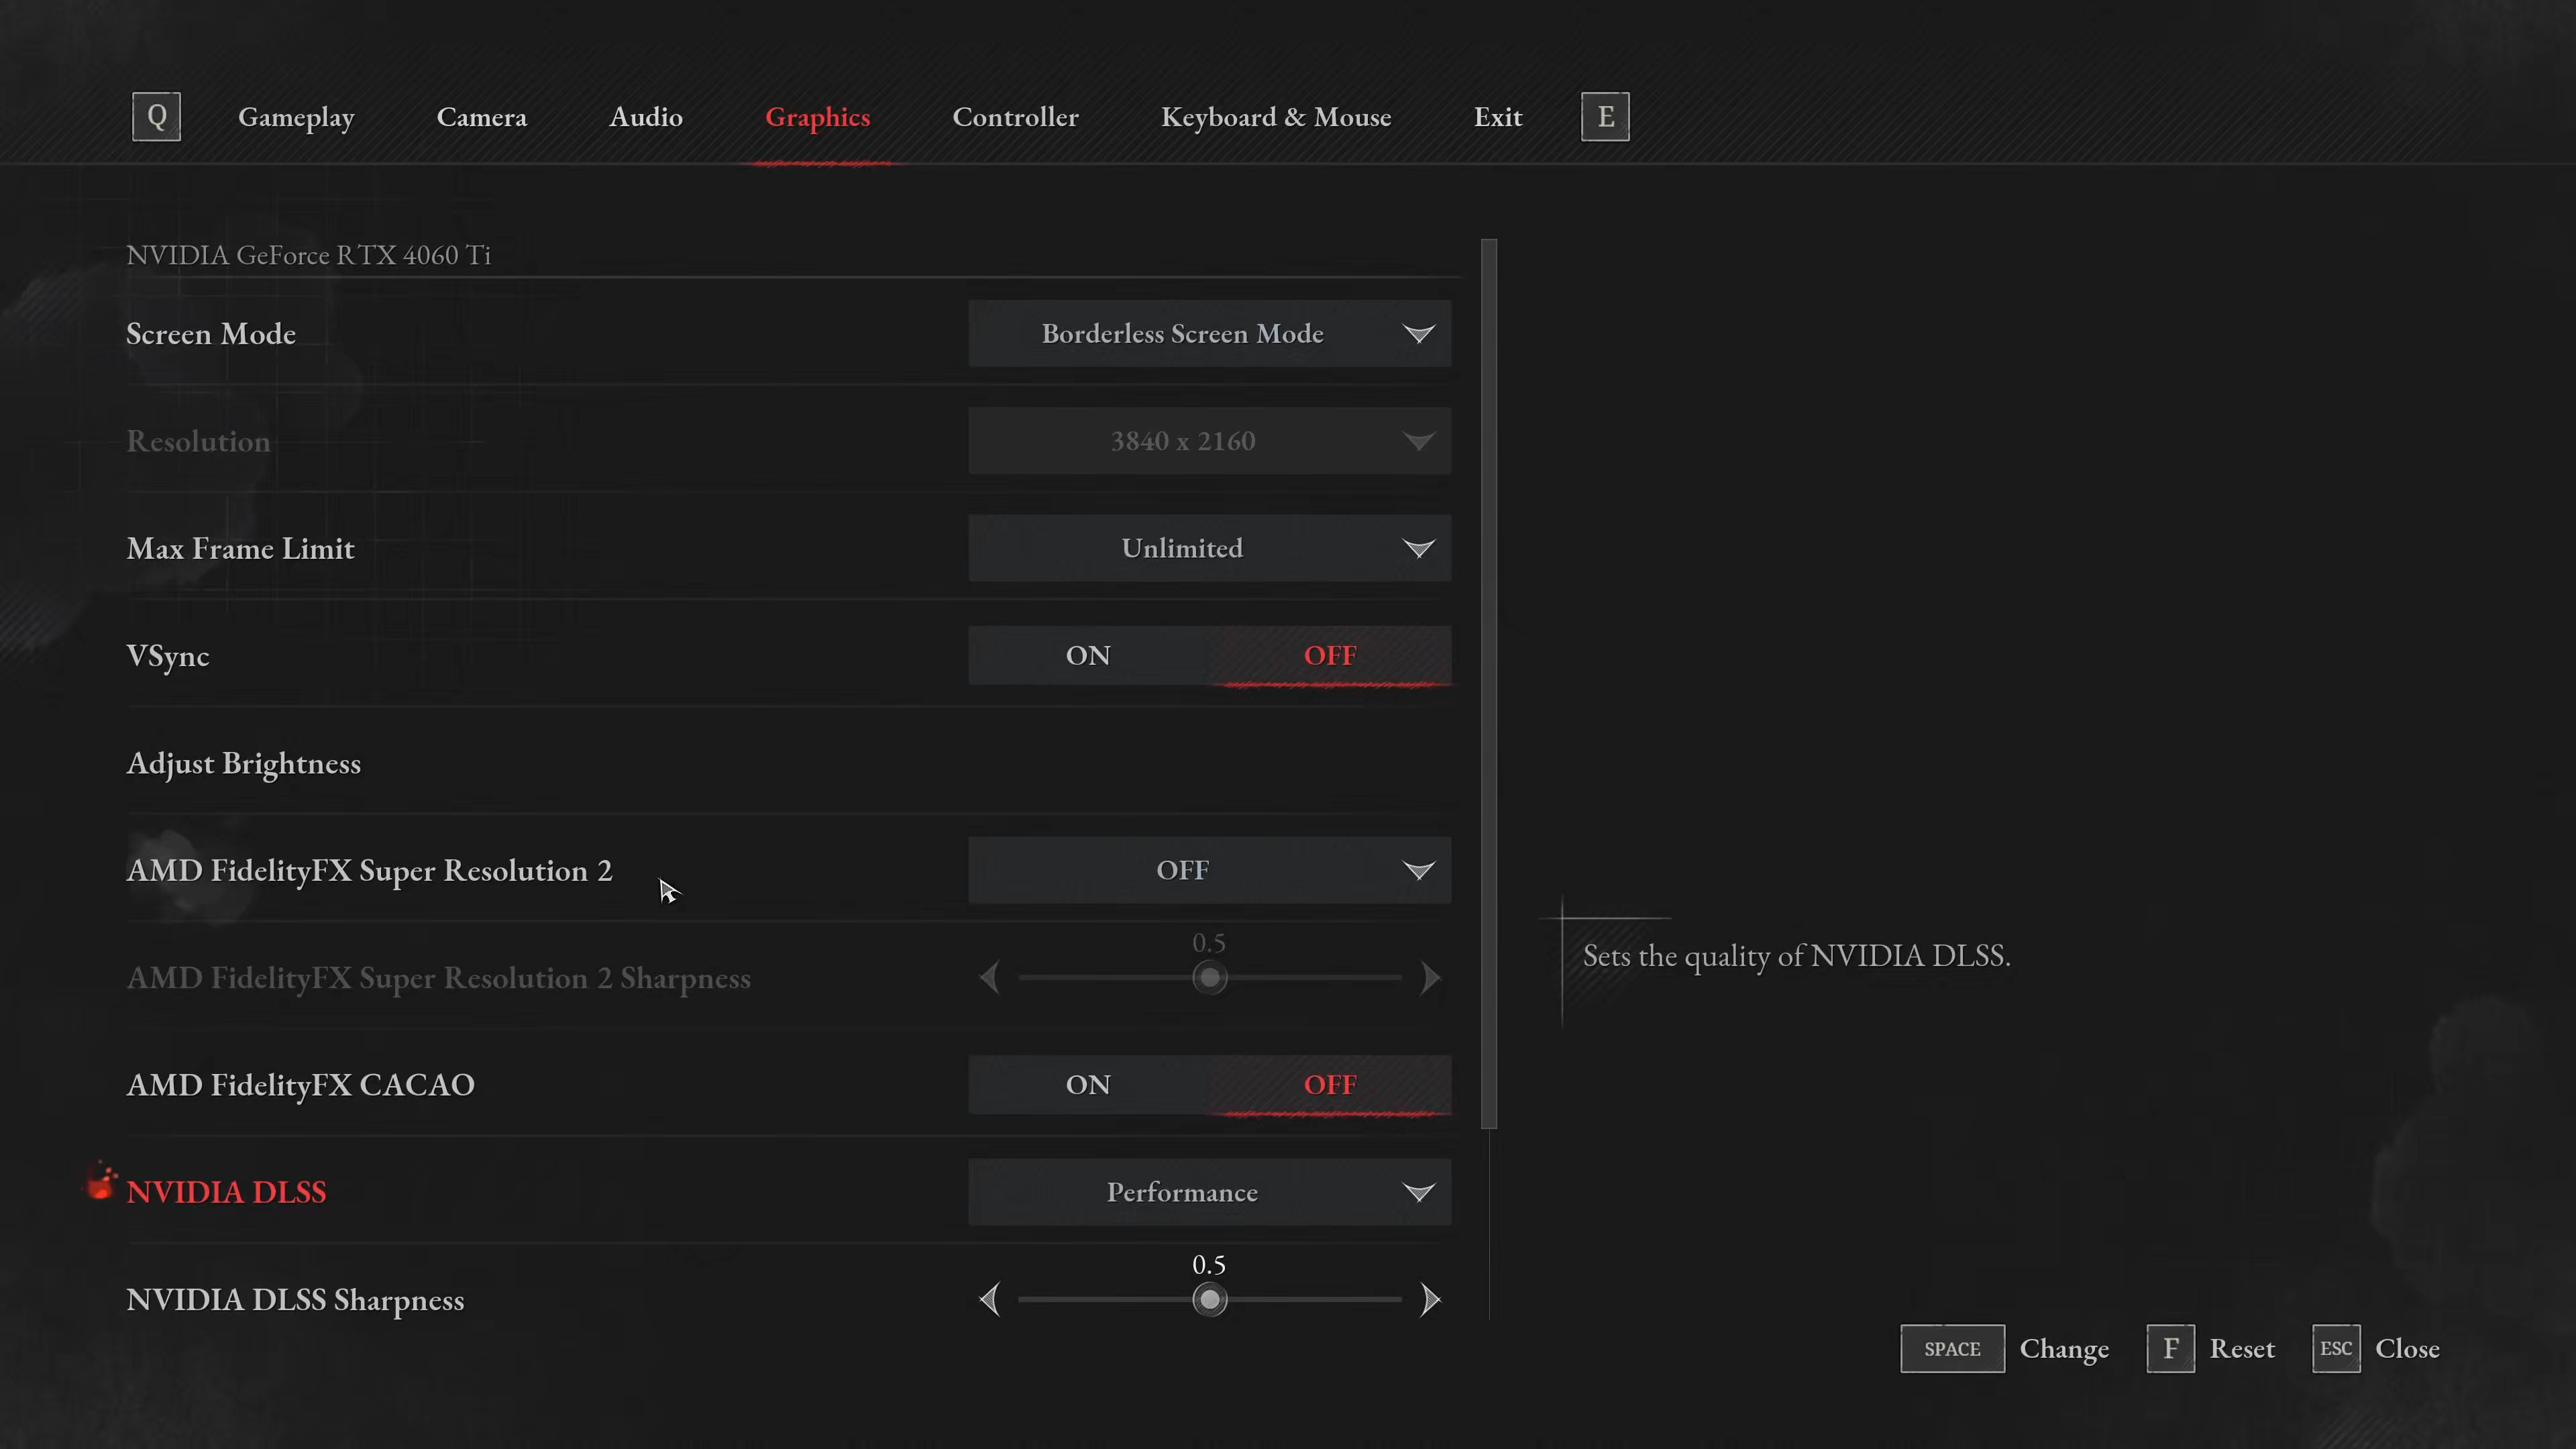 Q Gameplay Camera Audio Graphics Controller Keyboard & Mouse Exit E
NVIDIA GeForce RTX 4060 Ti
Screen Mode Borderless Screen Mode
Resolution 3840 x 2160
Max Frame Limit Unlimited
VSync ON OFF
Adjust Brightness
AMD FidelityFX Super Resolution 2 OFF
0.5
AMD FidelityFX Super Resolution 2 Sharpness
Sets the quality of NVIDIA DLSS.
AMD FidelityFX CACAO ON OFF
NVIDIA DLSS Performance
0.5
NVIDIA DLSS Sharpness
SPACE Change F Reset ESC Close